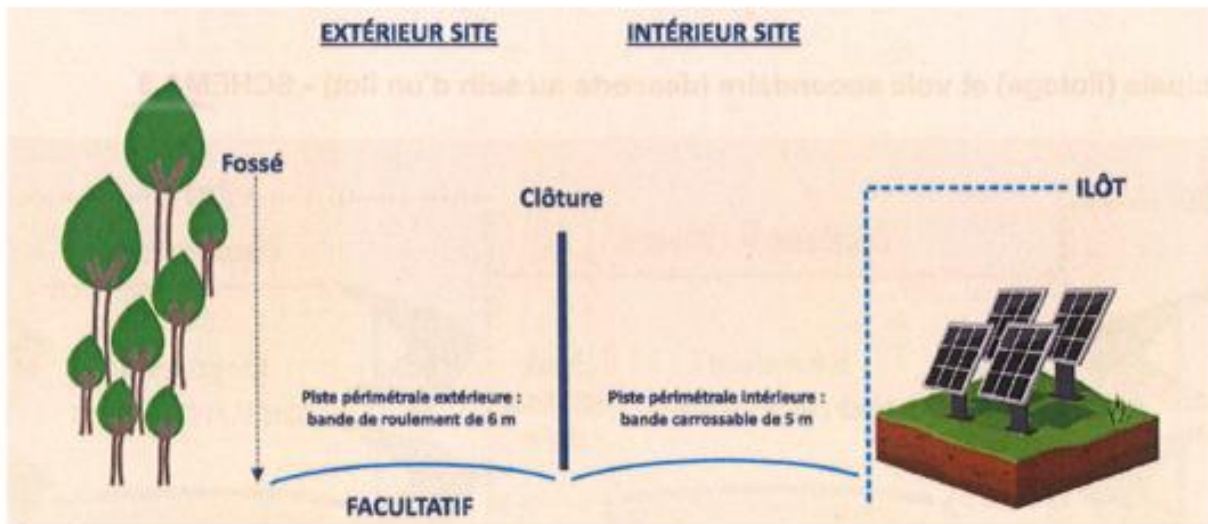 EXTÉRIEUR SITE
INTÉRIEUR SITE
Fossé
Clôture
ILÔT
Piste périmétrale extérieure :
bande de roulement de 6 m
Piste périmétrale intérieure :
bande carrossable de 5 m
FACULTATIF